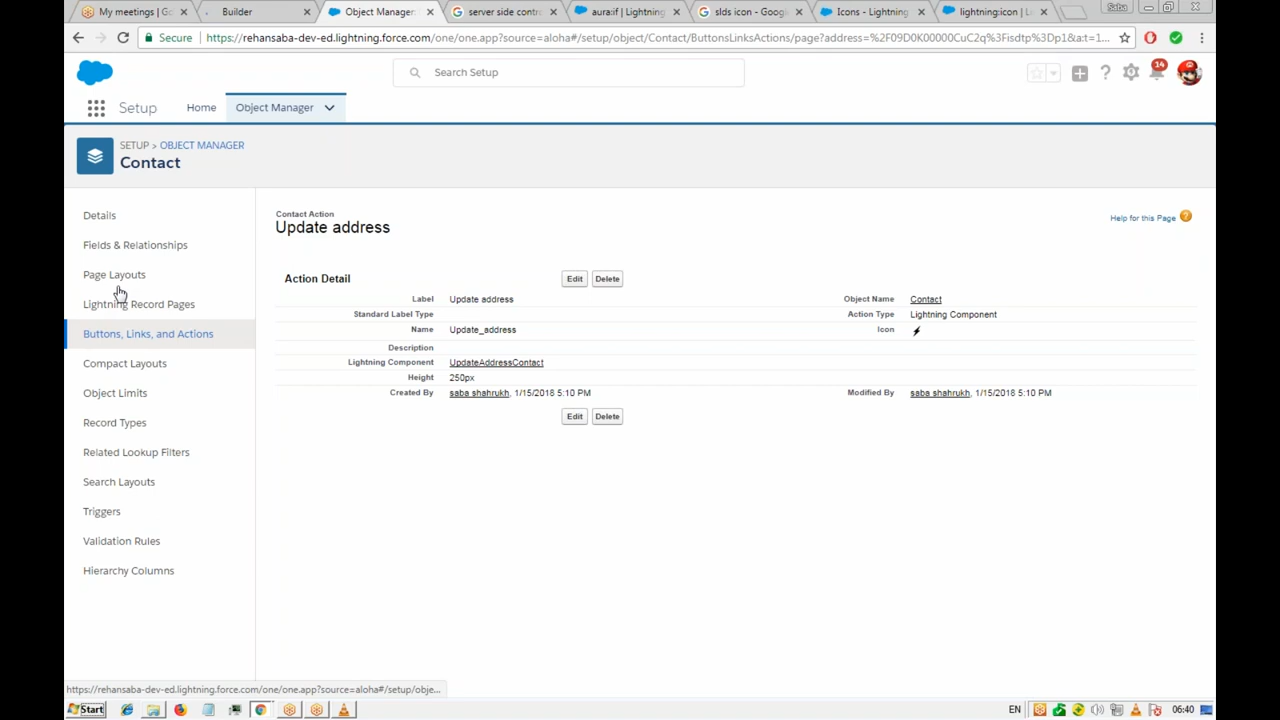 My meetings | Go
Builder
Object Manager
server side contr
aura:if | Lightning
slds icon - Google
Icons - Lightning
lightning:icon | Li
Saba
Secure
https://rehansaba-dev-ed.lightning.force.com/one/one.app?source=aloha#/setup/object/Contact/ButtonsLinksActions/page?address=%2F09D0K00000CuC2q%3Fisdtp%3Dp1&a:t=1...
Search Setup
14
Setup
Home
Object Manager
SETUP > OBJECT MANAGER
Contact
Details
Fields & Relationships
Page Layouts
Lightning Record Pages
Buttons, Links, and Actions
Compact Layouts
Object Limits
Record Types
Related Lookup Filters
Search Layouts
Triggers
Validation Rules
Hierarchy Columns
Contact Action
Update address
Help for this Page ?
Action Detail
Edit
Delete
Label Update address
Object Name Contact
Standard Label Type
Action Type Lightning Component
Name Update_address
Icon
Description
Lightning Component UpdateAddressContact
Height 250px
Created By saba shahrukh, 1/15/2018 5:10 PM
Modified By saba shahrukh, 1/15/2018 5:10 PM
Edit
Delete
https://rehansaba-dev-ed.lightning.force.com/one/one.app?source=aloha#/setup/obje...
Start
EN
06:40